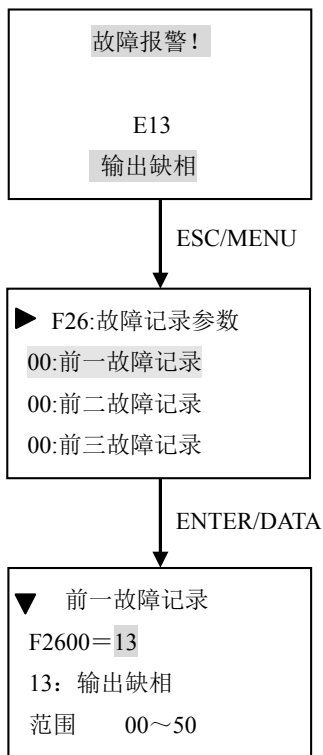 故障报警！
E13
输出缺相
ESC/MENU
▶ F26:故障记录参数
00:前一故障记录
00:前二故障记录
00:前三故障记录
ENTER/DATA
▼ 前一故障记录
F2600＝13
13：输出缺相
范围 00～50